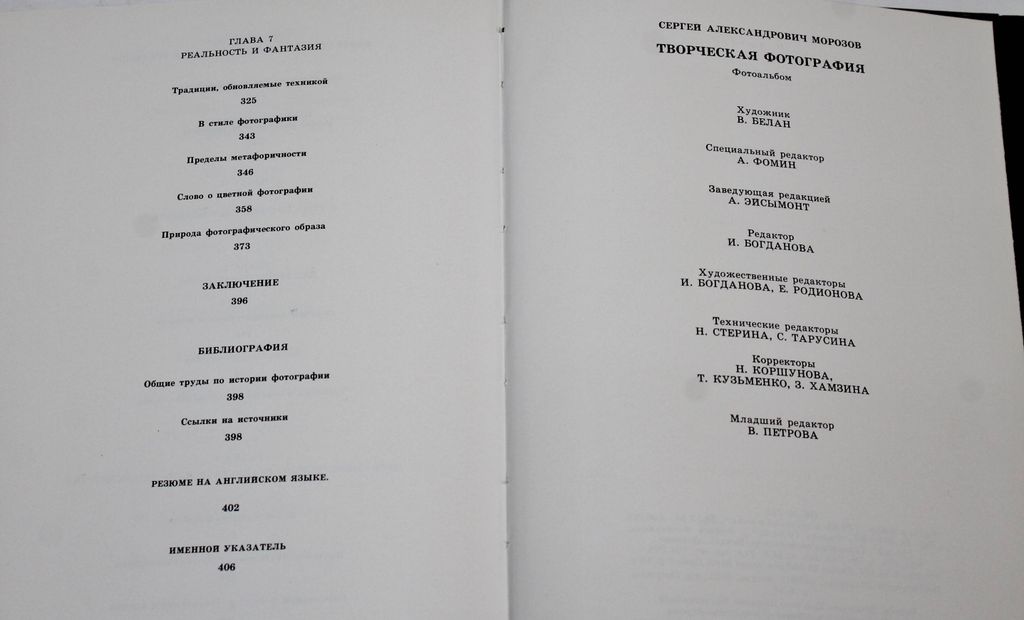 ГЛАВА 7
РЕАЛЬНОСТЬ И ФАНТАЗИЯ
Традиции, обновляемые техникой
325
В стиле фотографики
343
Пределы метафоричности
346
Слово о цветной фотографии
358
Природа фотографического образа
373
ЗАКЛЮЧЕНИЕ
396
БИБЛИОГРАФИЯ
Общие труды по истории фотографии
398
Ссылки на источники
398
РЕЗЮМЕ НА АНГЛИЙСКОМ ЯЗЫКЕ.
402
ИМЕННОЙ УКАЗАТЕЛЬ
406
СЕРГЕЙ АЛЕКСАНДРОВИЧ МОРОЗОВ
ТВОРЧЕСКАЯ ФОТОГРАФИЯ
Фотоальбом
Художник
В. БЕЛАН
Специальный редактор
А. ФОМИН
Заведующая редакцией
А. ЭЙСЫМОНТ
Редактор
И. БОГДАНОВА
Художественные редакторы
И. БОГДАНОВА, Е. РОДИОНОВА
Технические редакторы
Н. СТЕРИНА, С. ТАРУСИНА
Корректоры
Н. КОРШУНОВА,
Т. КУЗЬМЕНКО, З. ХАМЗИНА
Младший редактор
В. ПЕТРОВА